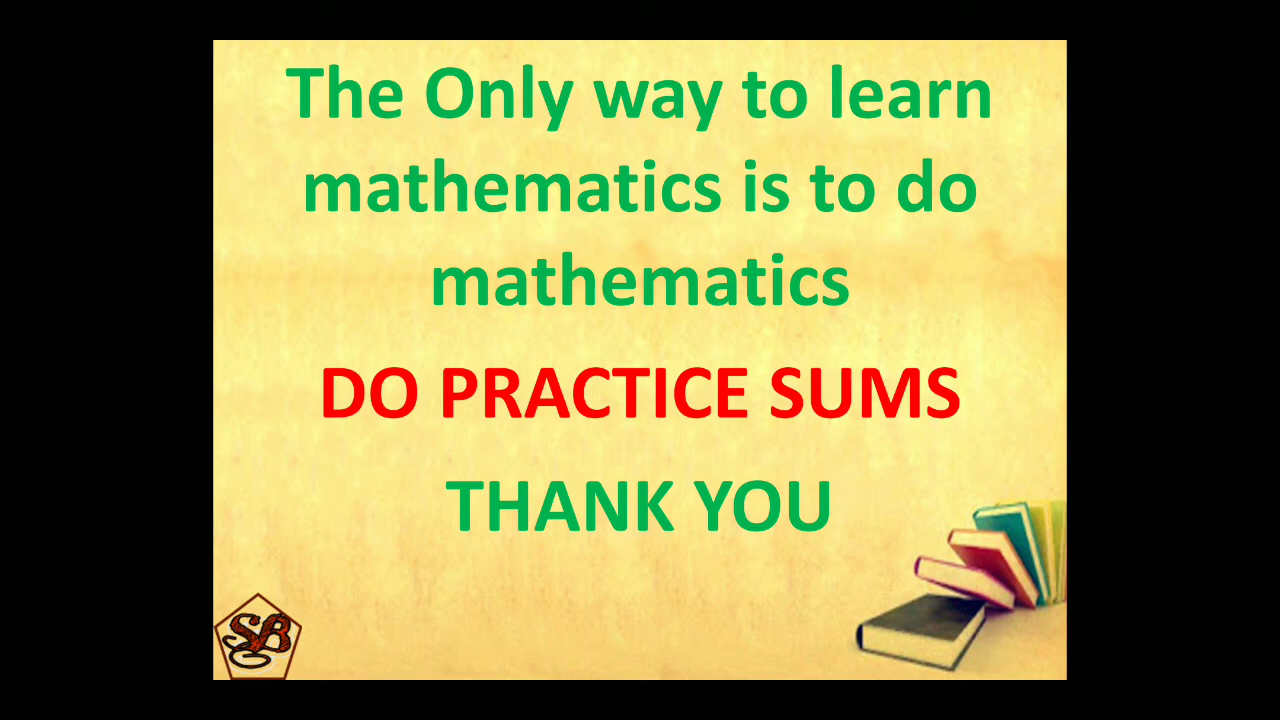 The Only way to learn
mathematics is to do
mathematics
DO PRACTICE SUMS
THANK YOU